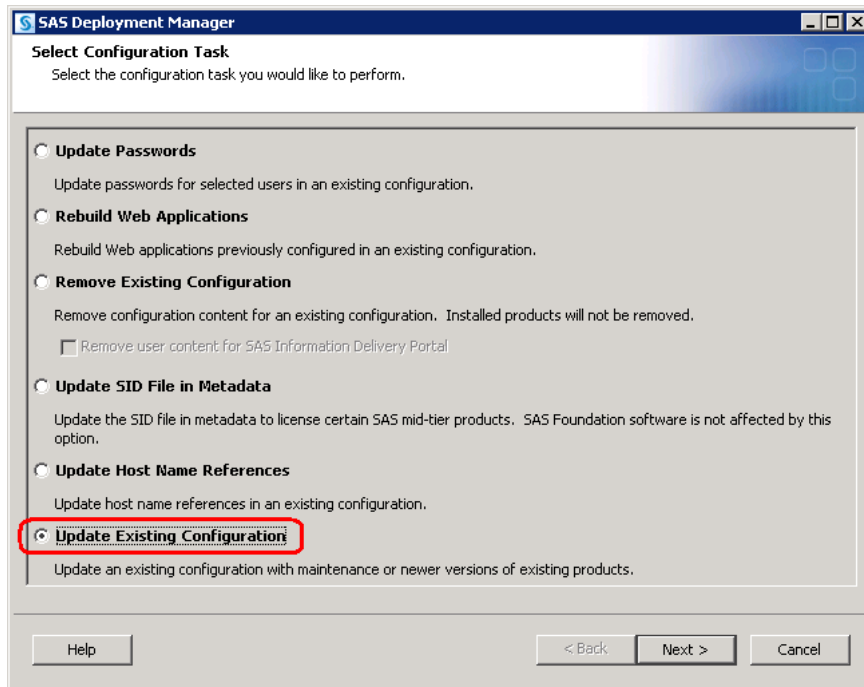 SAS Deployment Manager
Select Configuration Task
Select the configuration task you would like to perform.
Update Passwords
Update passwords for selected users in an existing configuration.
Rebuild Web Applications
Rebuild Web applications previously configured in an existing configuration.
Remove Existing Configuration
Remove configuration content for an existing configuration. Installed products will not be removed.
Remove user content for SAS Information Delivery Portal
Update SID File in Metadata
Update the SID file in metadata to license certain SAS mid-tier products. SAS Foundation software is not affected by this
option.
Update Host Name References
Update host name references in an existing configuration.
Update Existing Configuration
Update an existing configuration with maintenance or newer versions of existing products.
Help
< Back
Next >
Cancel